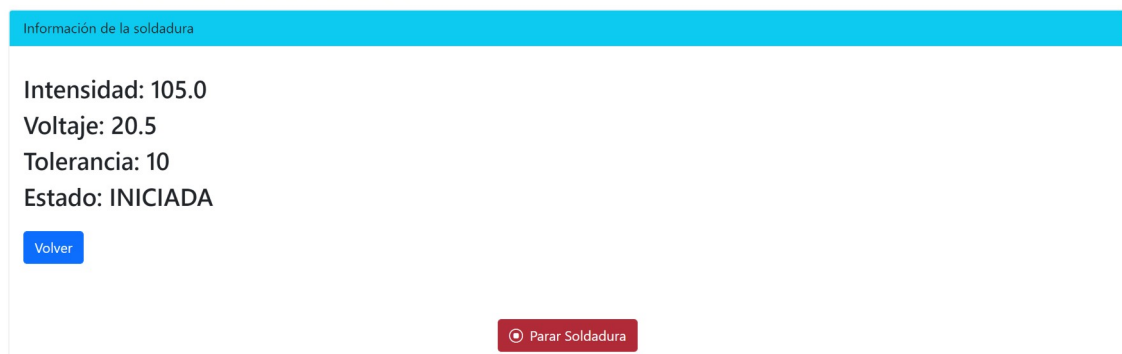 Información de la soldadura
Intensidad: 105.0
Voltaje: 20.5
Tolerancia: 10
Estado: INICIADA
Volver
Parar Soldadura